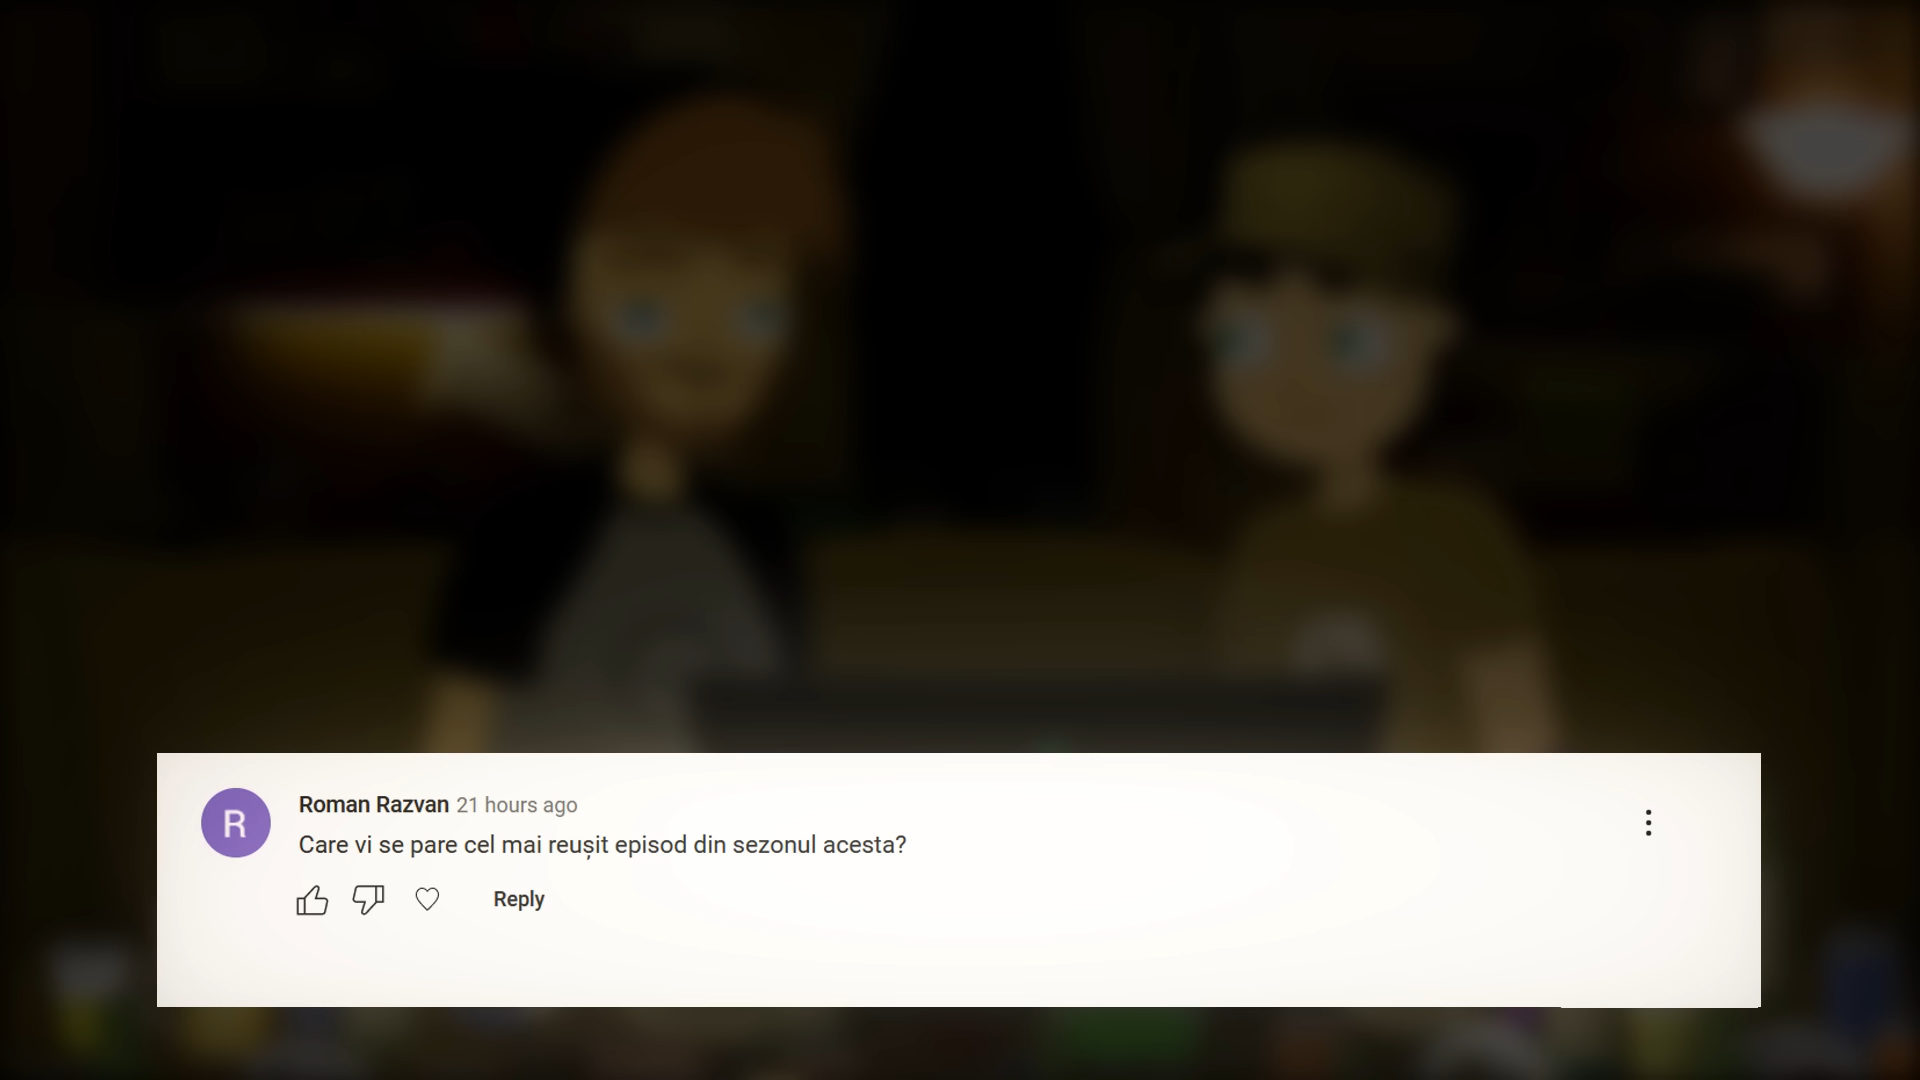 R
Roman Razvan 21 hours ago
Care vi se pare cel mai reușit episod din sezonul acesta?
Reply